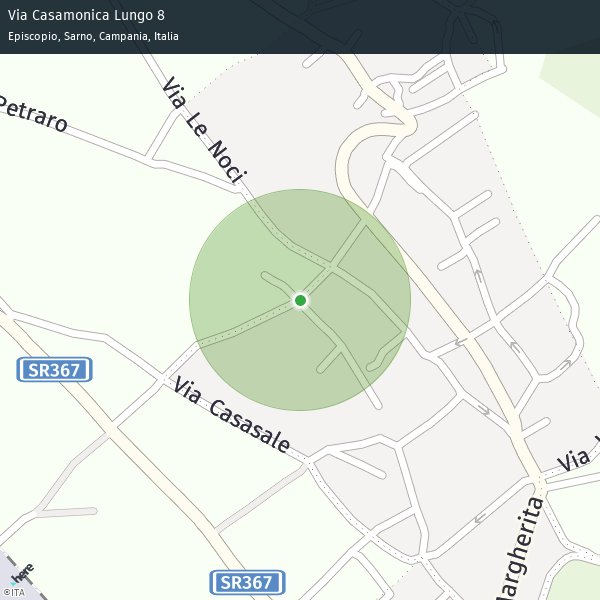 Via Casamonica Lungo 8
Episcopio, Sarno, Campania, Italia
Petraro
Via Le Noci
SR367
Via Casasale
Via
SR367
Margherita
here
©ITA